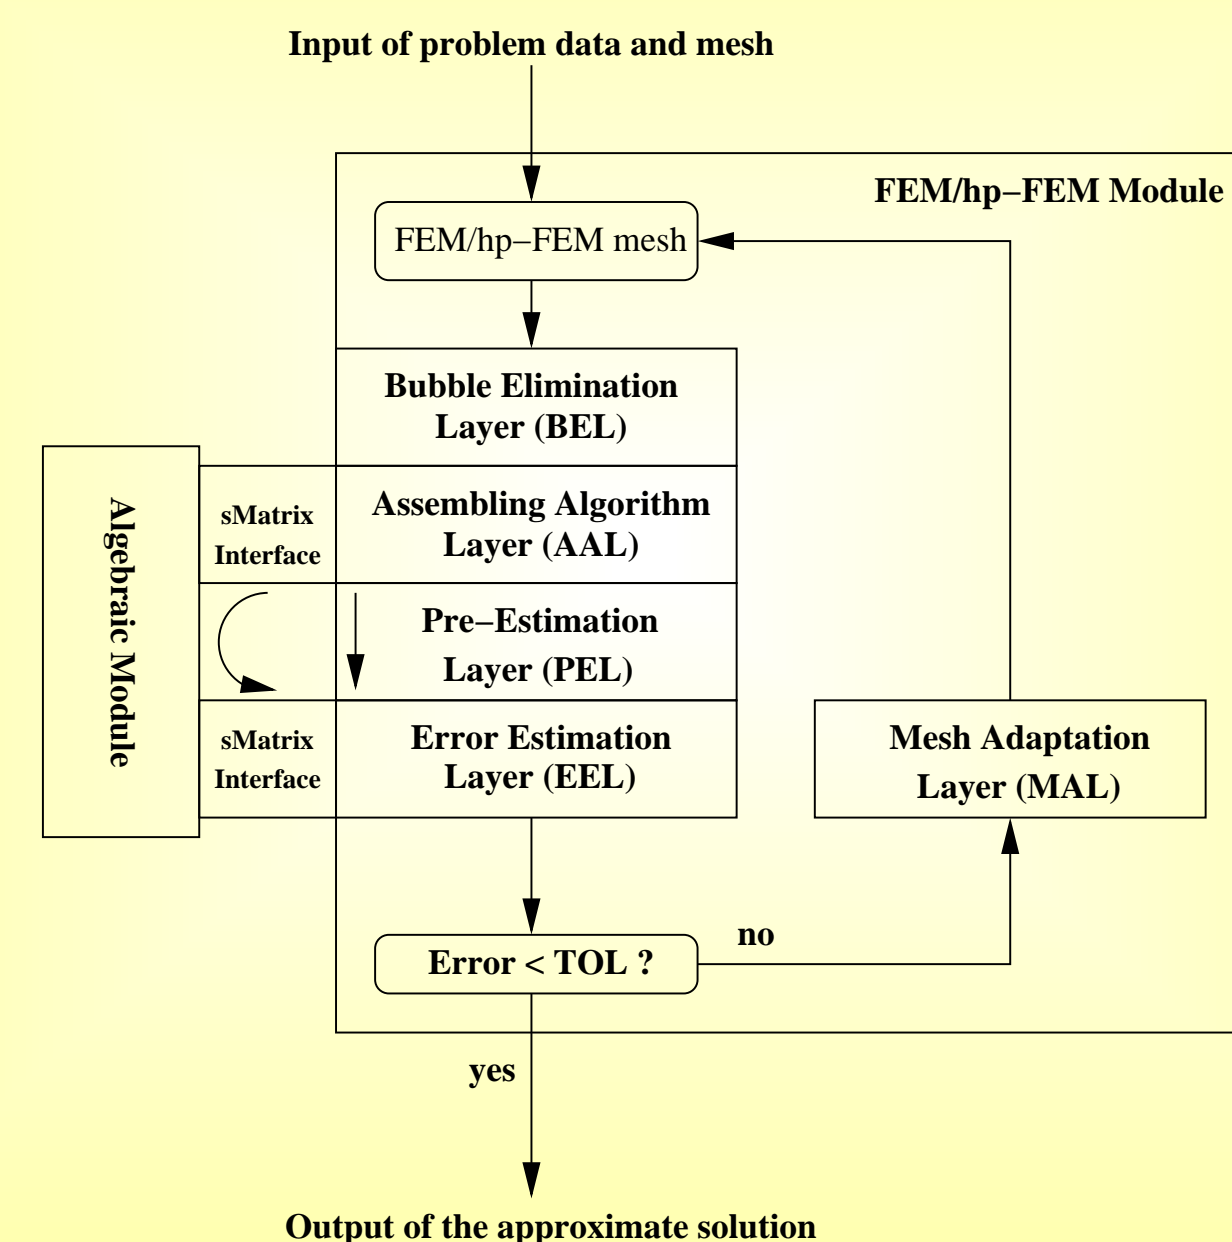 Input of problem data and mesh
FEM/hp–FEM Module
FEM/hp–FEM mesh
Bubble Elimination
Layer (BEL)
Algebraic Module
sMatrix
Interface
Assembling Algorithm
Layer (AAL)
Pre–Estimation
Layer (PEL)
sMatrix
Interface
Error Estimation
Layer (EEL)
Mesh Adaptation
Layer (MAL)
Error < TOL ?
no
yes
Output of the approximate solution